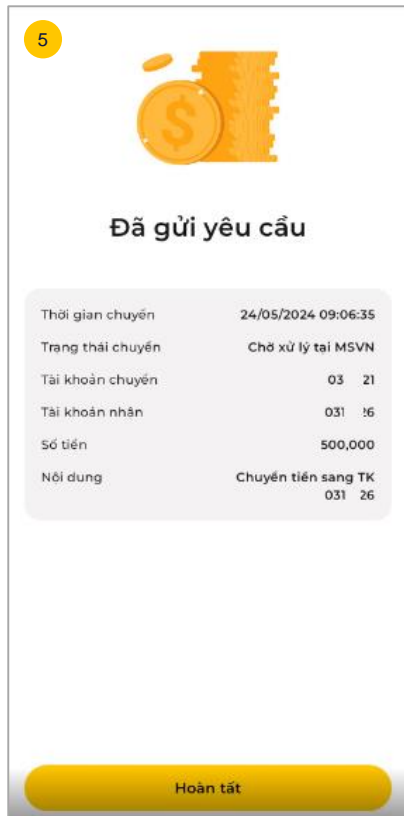 5
Đã gửi yêu cầu
Thời gian chuyển 24/05/2024 09:06:35
Trạng thái chuyển Chờ xử lý tại MSVN
Tài khoản chuyển 03 21
Tài khoản nhận 031 26
Số tiền 500,000
Nội dung Chuyển tiền sang TK
031 26
Hoàn tất